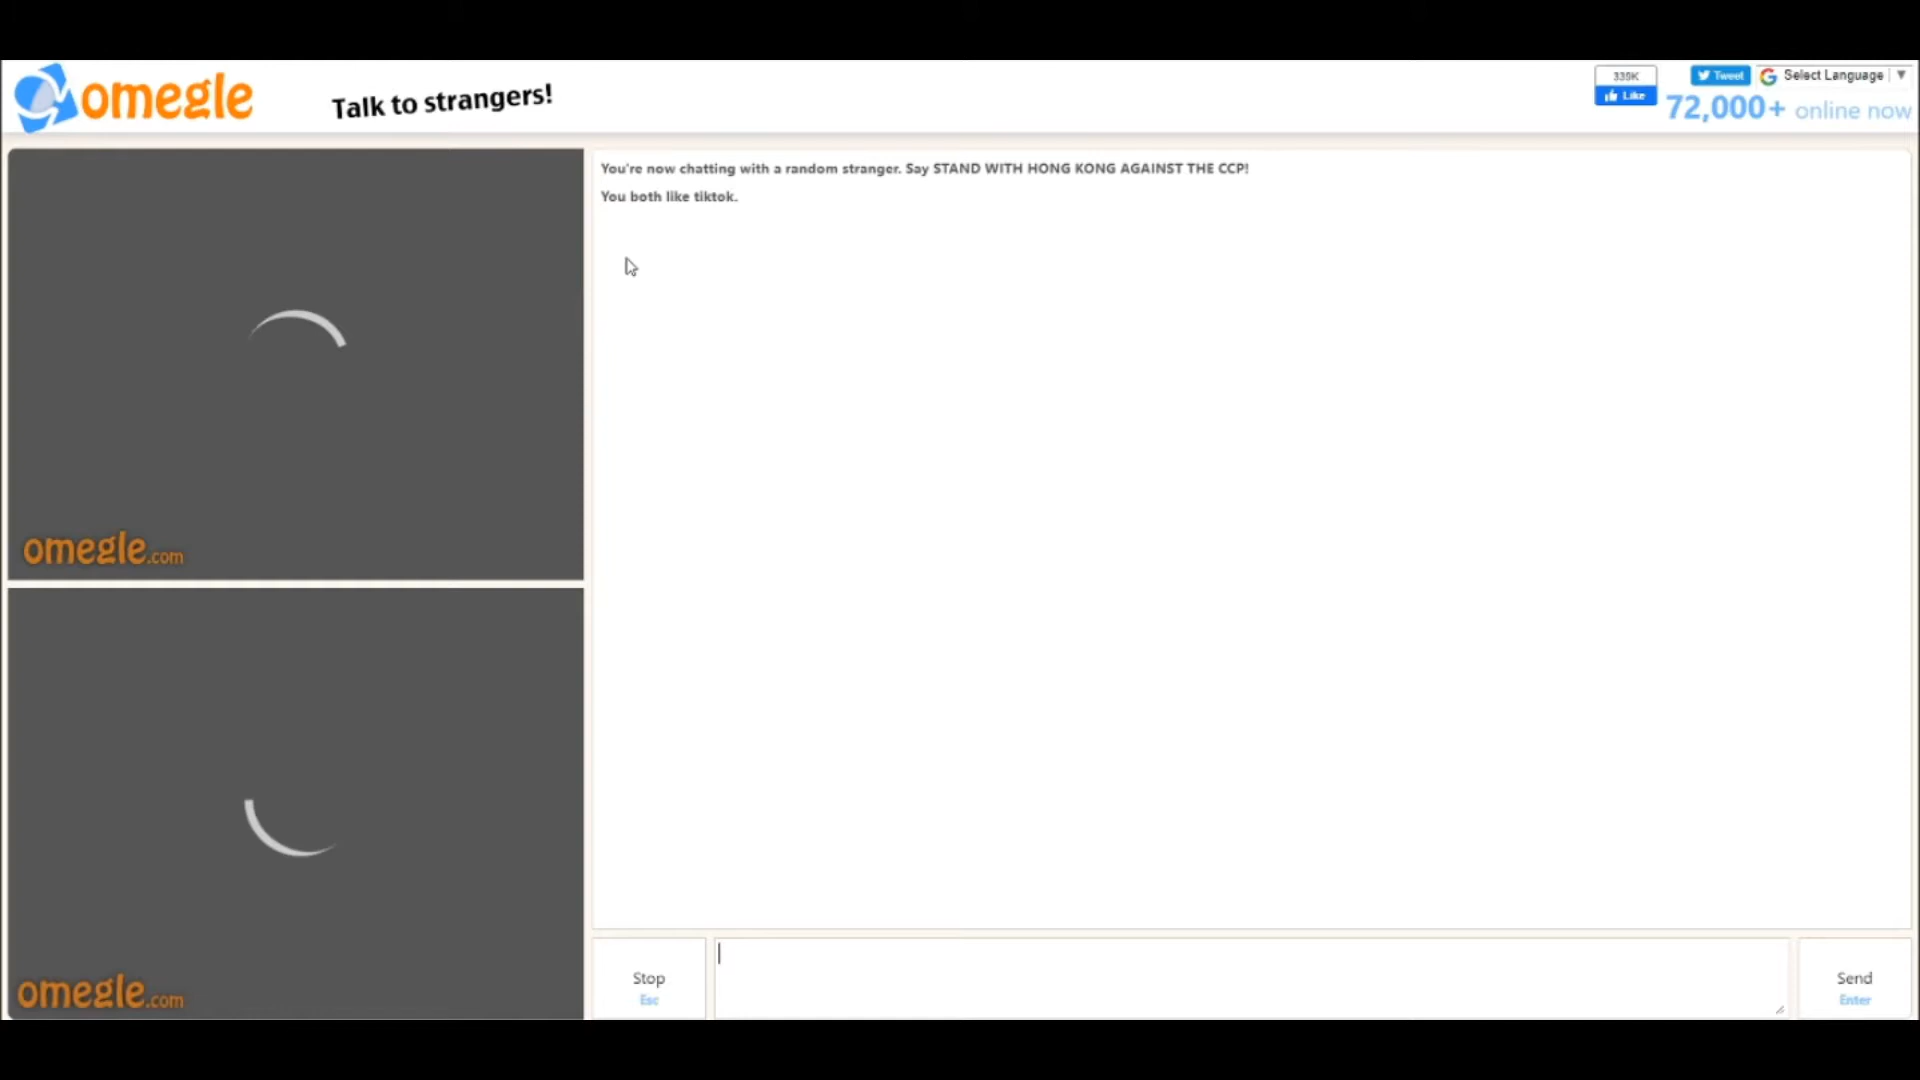 omegle
Talk to strangers!
339K
Like
Tweet
Select Language
72,000+ online now
You're now chatting with a random stranger. Say STAND WITH HONG KONG AGAINST THE CCP!
You both like tiktok.
omegle.com
omegle.com
Stop
Esc
Send
Enter